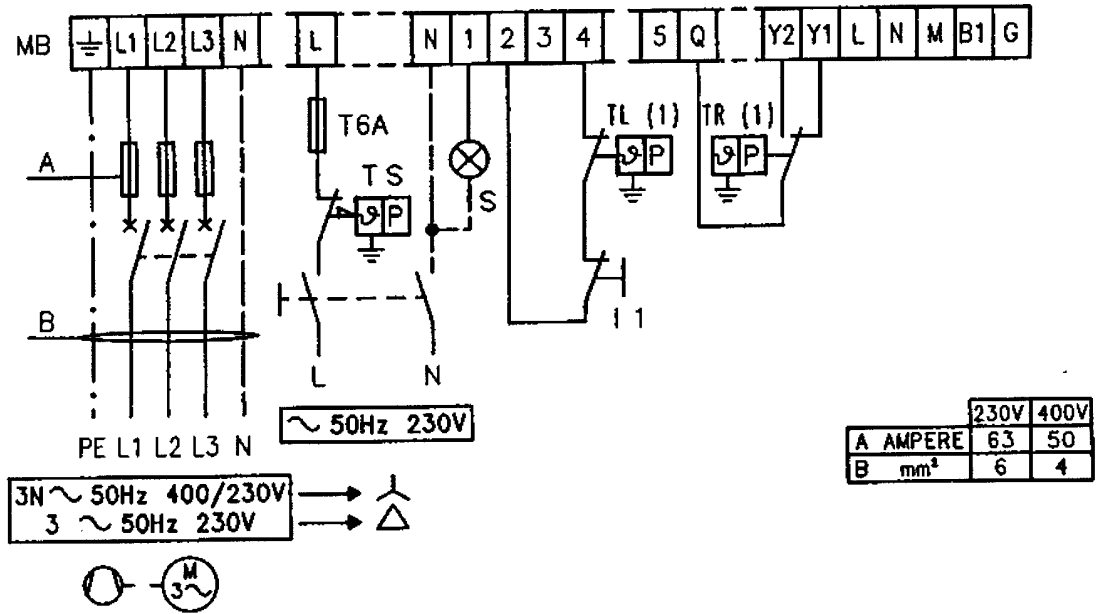 MB L1 L2 L3 N L N 1 2 3 4 5 Q Y2 Y1 L N M B1 G
T6A
TL (1)
P
TR (1)
P
A
TS
P
S
B
I1
L
N
~ 50Hz 230V
PE L1 L2 L3 N
230V 400V
A AMPERE 63 50
B mm² 6 4
3N ~ 50Hz 400/230V
3 ~ 50Hz 230V
M
3~